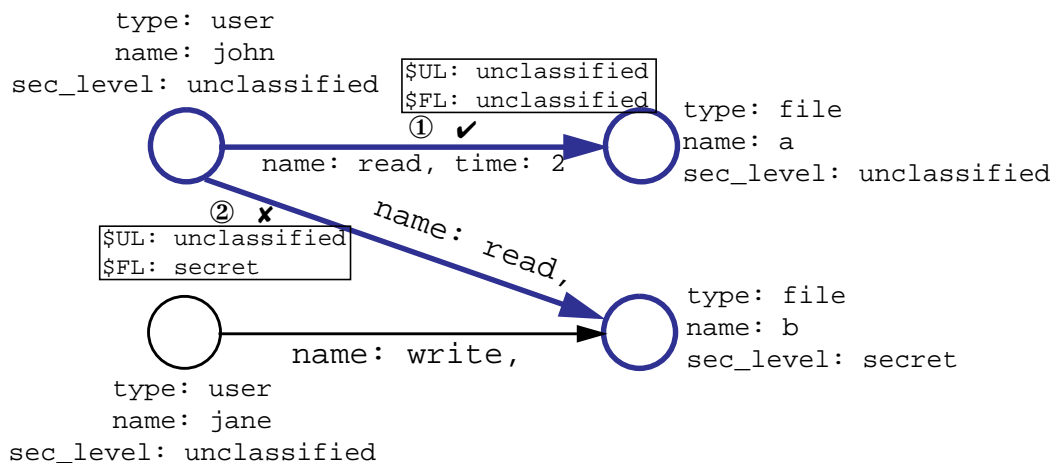 type: user
name: john
sec_level: unclassified
$UL: unclassified
$FL: unclassified
① ✔
name: read, time: 2
type: file
name: a
sec_level: unclassified
② ✘
$UL: unclassified
$FL: secret
name: read,
type: file
name: b
sec_level: secret
name: write,
type: user
name: jane
sec_level: unclassified